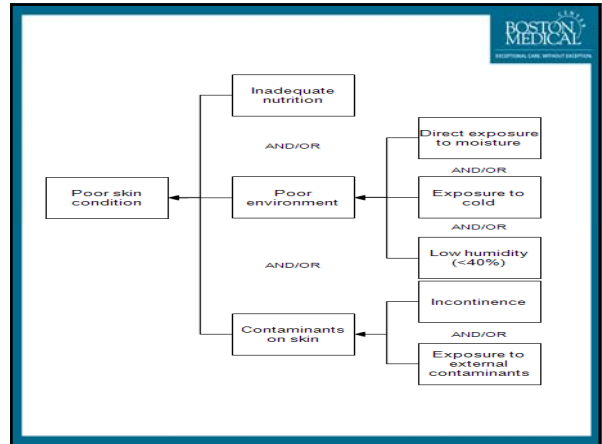 BOSTON
MEDICAL
CENTER
EXCEPTIONAL CARE. WITHOUT EXCEPTION
Inadequate
nutrition
AND/OR
Direct exposure
to moisture
AND/OR
Poor skin
condition
Poor
environment
Exposure to
cold
AND/OR
AND/OR
Low humidity
(<40%)
Incontinence
Contaminants
on skin
AND/OR
Exposure to
external
contaminants